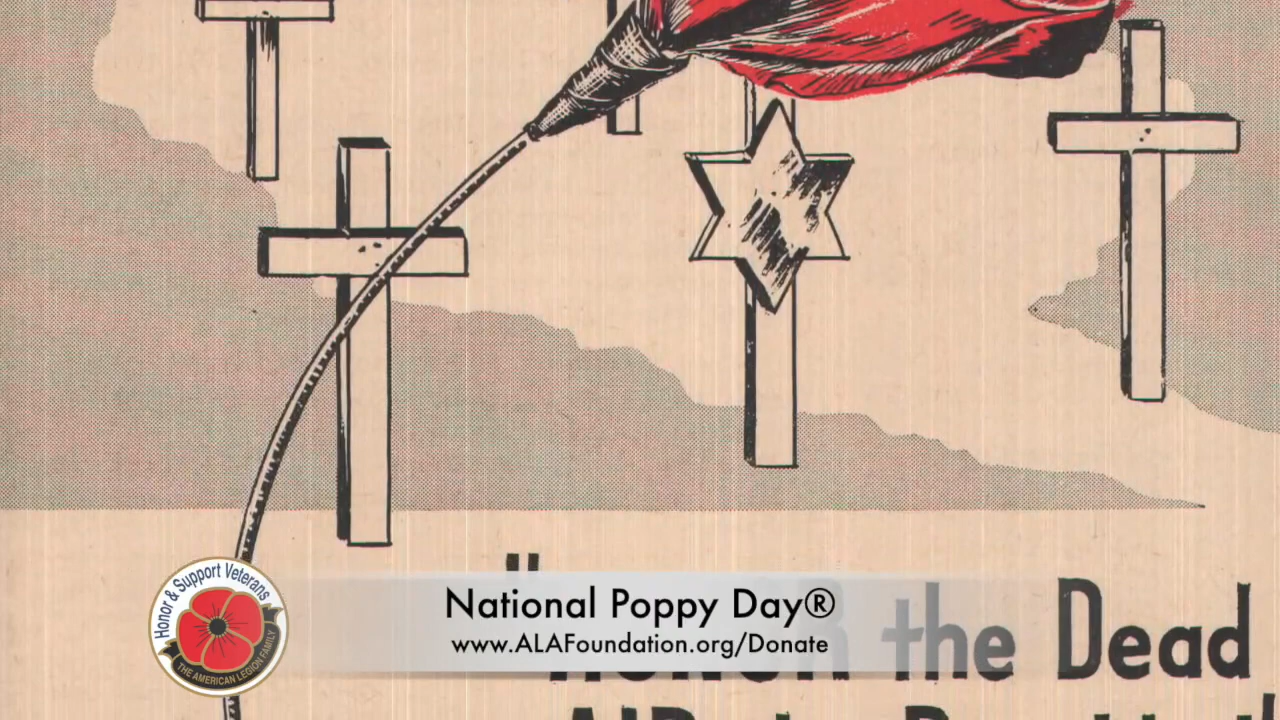 Honor & Support Veterans
THE AMERICAN LEGION FAMILY
National Poppy Day®
www.ALAFoundation.org/Donate
the Dead